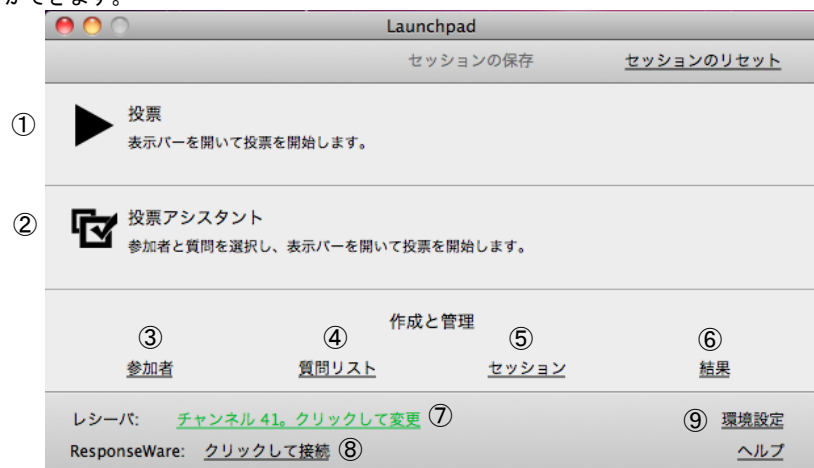 ができます。
Launchpad
セッションの保存 セッションのリセット
① 投票
表示バーを開いて投票を開始します。
② 投票アシスタント
参加者と質問を選択し、表示バーを開いて投票を開始します。
作成と管理
③ ④ ⑤ ⑥
参加者 質問リスト セッション 結果
レシーバ: チャンネル 41。クリックして変更 ⑦ ⑨ 環境設定
ResponseWare: クリックして接続 ⑧ ヘルプ